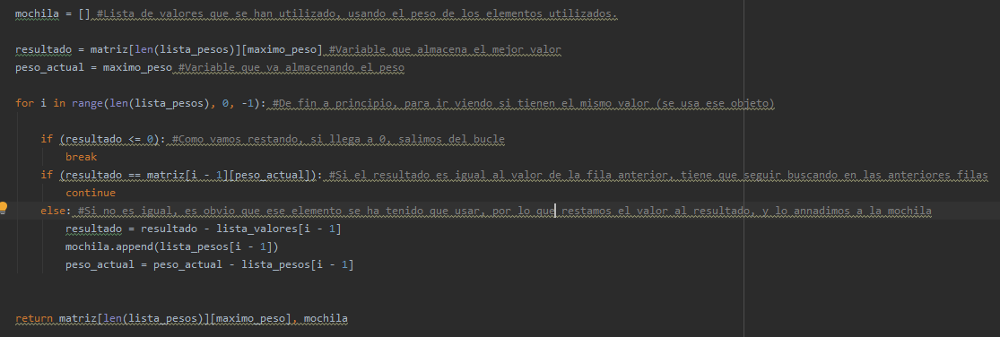 mochila = [] #Lista de valores que se han utilizado, usando el peso de los elementos utilizados.
resultado = matriz[len(lista_pesos)][maximo_peso] #Variable que almacena el mejor valor
peso_actual = maximo_peso #Variable que va almacenando el peso
for i in range(len(lista_pesos), 0, -1): #De fin a principio, para ir viendo si tienen el mismo valor (se usa ese objeto)
if (resultado <= 0): #Como vamos restando, si llega a 0, salimos del bucle
break
if (resultado == matriz[i - 1][peso_actual]): #Si el resultado es igual al valor de la fila anterior, tiene que seguir buscando en las anteriores filas
continue
else: #Si no es igual, es obvio que ese elemento se ha tenido que usar, por lo que restamos el valor al resultado, y lo annadimos a la mochila
resultado = resultado - lista_valores[i - 1]
mochila.append(lista_pesos[i - 1])
peso_actual = peso_actual - lista_pesos[i - 1]
return matriz[len(lista_pesos)][maximo_peso], mochila